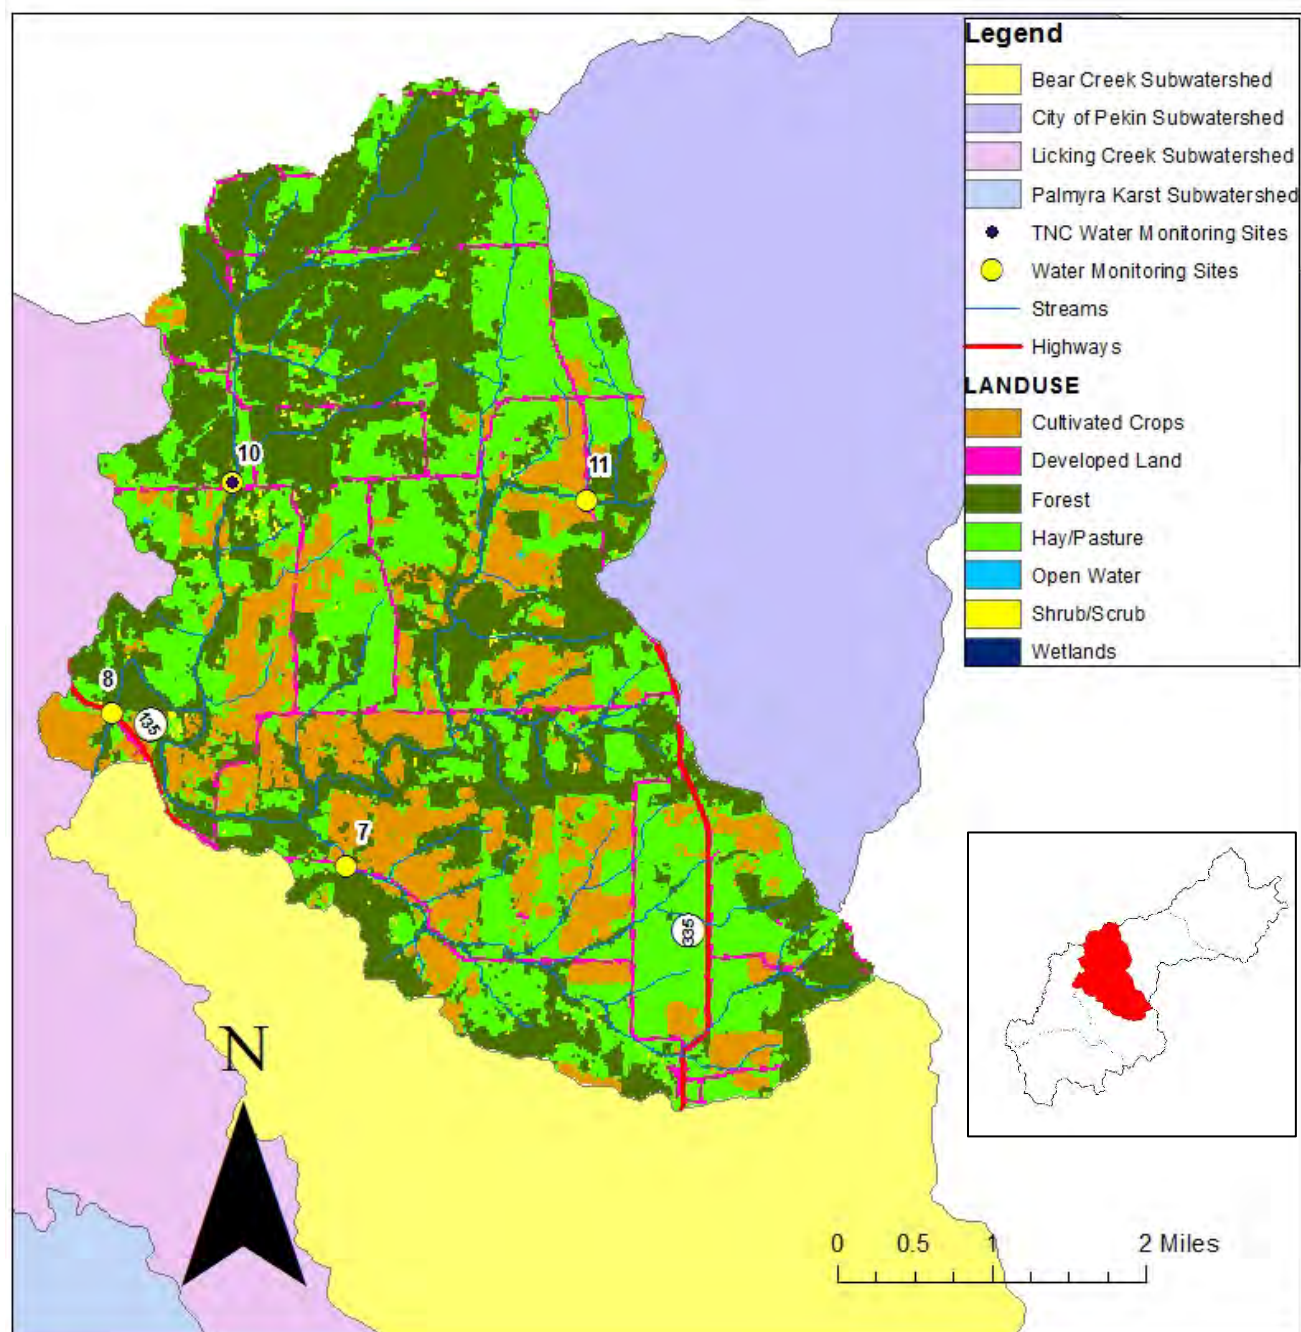 Legend
Bear Creek Subwatershed
City of Pekin Subwatershed
Licking Creek Subwatershed
Palmyra Karst Subwatershed
TNC Water Monitoring Sites
Water Monitoring Sites
Streams
Highways
LANDUSE
Cultivated Crops
Developed Land
Forest
Hay/Pasture
Open Water
Shrub/Scrub
Wetlands
10
11
8
135
7
335
N
0 0.5 1 2 Miles